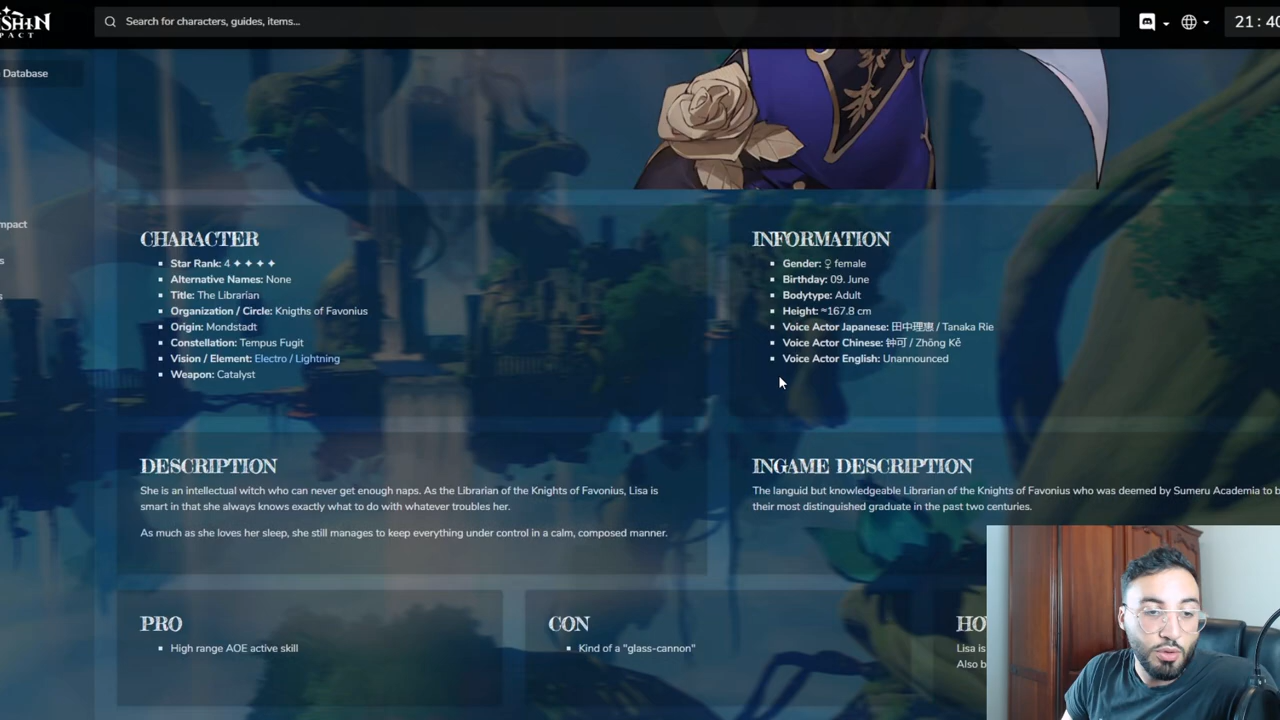 SHIN
PACT
Search for characters, guides, items...
21 : 40
Database
mpact
s
s
CHARACTER
Star Rank: 4 ✦ ✦ ✦ ✦
Alternative Names: None
Title: The Librarian
Organization / Circle: Knigths of Favonius
Origin: Mondstadt
Constellation: Tempus Fugit
Vision / Element: Electro / Lightning
Weapon: Catalyst
INFORMATION
Gender: ♀ female
Birthday: 09. June
Bodytype: Adult
Height: ≈167.8 cm
Voice Actor Japanese: 田中理恵 / Tanaka Rie
Voice Actor Chinese: 钟可 / Zhōng Kě
Voice Actor English: Unannounced
DESCRIPTION
She is an intellectual witch who can never get enough naps. As the Librarian of the Knights of Favonius, Lisa is
smart in that she always knows exactly what to do with whatever troubles her.
As much as she loves her sleep, she still manages to keep everything under control in a calm, composed manner.
INGAME DESCRIPTION
The languid but knowledgeable Librarian of the Knights of Favonius who was deemed by Sumeru Academia to b
their most distinguished graduate in the past two centuries.
PRO
High range AOE active skill
CON
Kind of a "glass-cannon"
HO
Lisa is
Also b